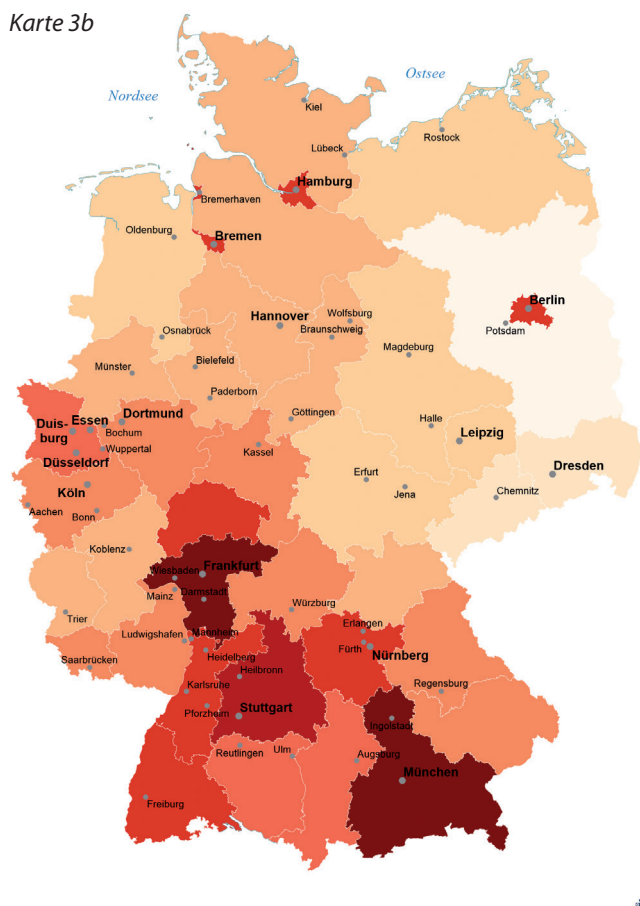 Karte 3b
Ostsee
Nordsee
Kiel
Rostock
Lübeck
Hamburg
Bremerhaven
Oldenburg
Bremen
Berlin
Hannover
Wolfsburg
Potsdam
Braunschweig
Osnabrück
Magdeburg
Münster
Bielefeld
Paderborn
Göttingen
Dortmund
Duis-
burg
Essen
Bochum
Halle
Leipzig
Wuppertal
Düsseldorf
Kassel
Dresden
Erfurt
Jena
Chemnitz
Köln
Aachen
Bonn
Koblenz
Wiesbaden
Frankfurt
Mainz
Darmstadt
Würzburg
Trier
Erlangen
Ludwigshafen
Mannheim
Fürth
Nürnberg
Saarbrücken
Heidelberg
Heilbronn
Regensburg
Karlsruhe
Pforzheim
Stuttgart
Ingolstadt
Reutlingen
Ulm
Augsburg
München
Freiburg